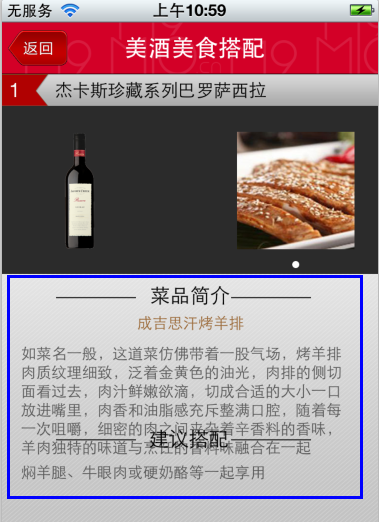 无服务 上午10:59
返回 美酒美食搭配
1 杰卡斯珍藏系列巴罗萨西拉
菜品简介
成吉思汗烤羊排
如菜名一般，这道菜仿佛带着一股气场，烤羊排
肉质纹理细致，泛着金黄色的油光，肉排的侧切
面看过去，肉汁鲜嫩欲滴，切成合适的大小一口
放进嘴里，肉香和油脂感充斥整满口腔，随着每
一次咀嚼，细密的肉之间夹杂着辛香料的香味，
羊肉独特的味道与烹饪的香料味融合在一起
建议搭配
焖羊腿、牛眼肉或硬奶酪等一起享用